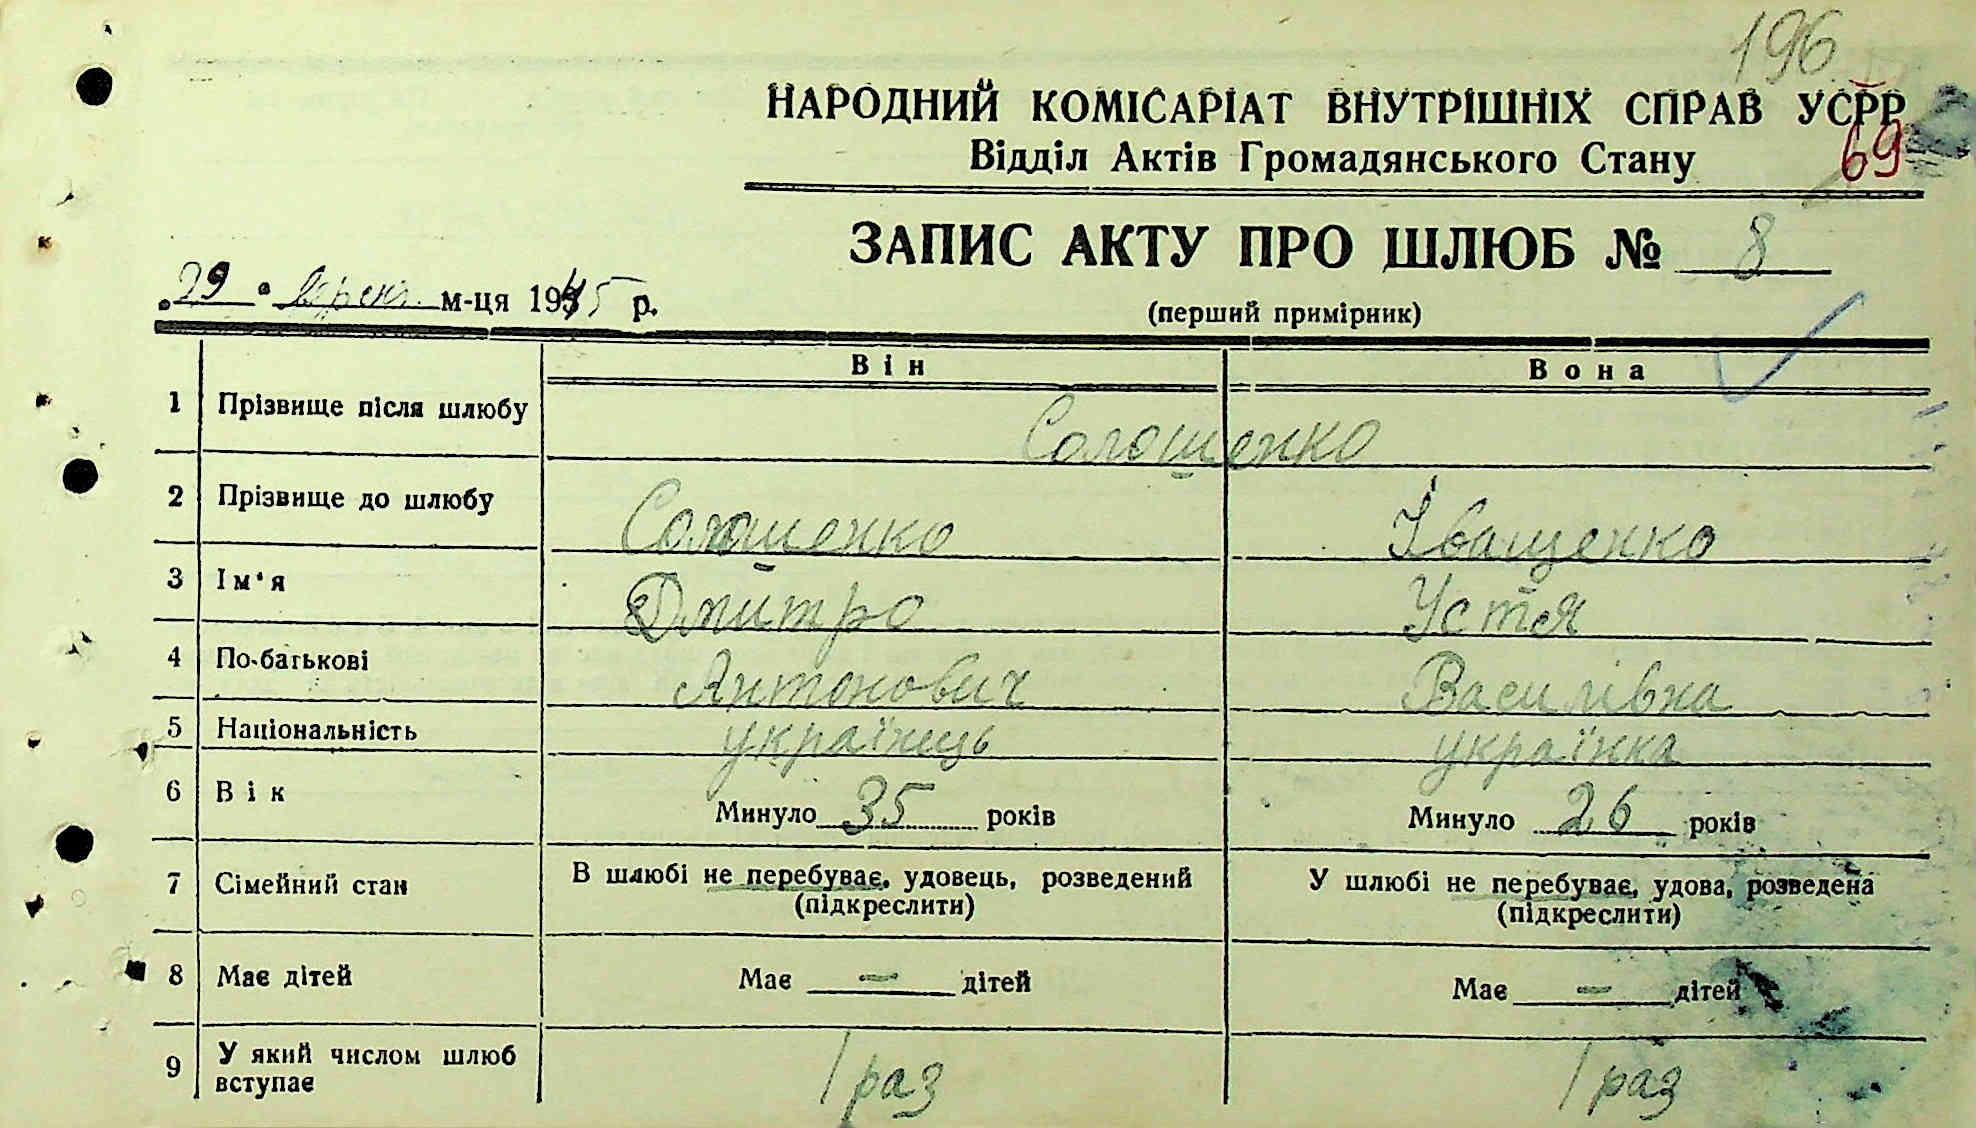 196
НАРОДНИЙ КОМІСАРІАТ ВНУТРІШНІХ СПРАВ УСРР
Відділ Актів Громадянського Стану
69
ЗАПИС АКТУ ПРО ШЛЮБ № 8
29 м-ця 1945 р.
(перший примірник)
Він Вона
1 Прізвище після шлюбу Солошенко
2 Прізвище до шлюбу Солошенко Іващенко
3 Ім'я Дмитро Устя
4 По-батькові Антонович Василівна
5 Національність українець українка
6 Вік Минуло 35 років Минуло 26 років
7 Сімейний стан В шлюбі не перебуває, удовець, розведений У шлюбі не перебуває, удова, розведена
(підкреслити) (підкреслити)
8 Має дітей Має — дітей Має — дітей
9 У який числом шлюб
вступає 1 раз 1 раз